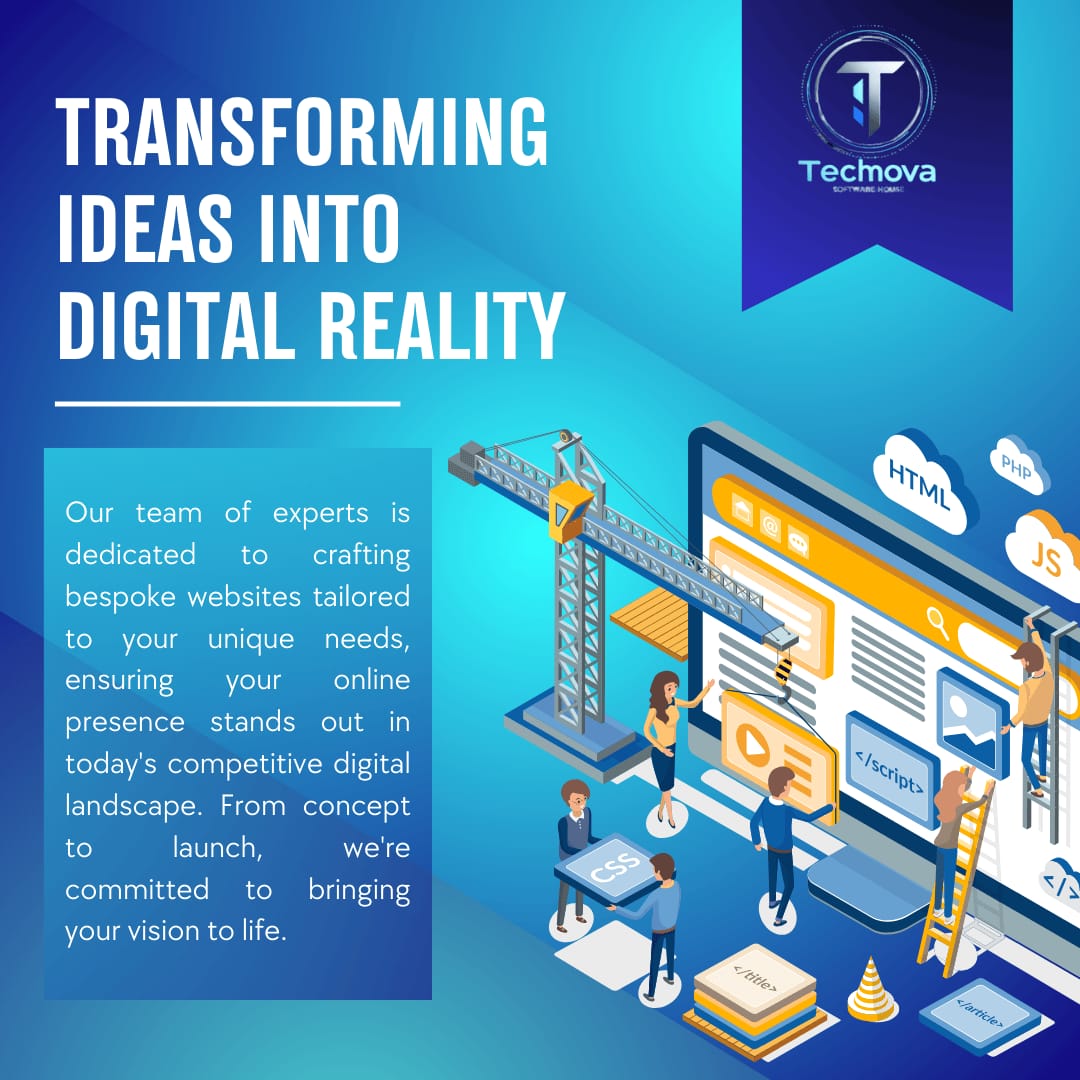 TRANSFORMING
IDEAS INTO
DIGITAL REALITY
Technova
SOFTWARE HOUSE
Our team of experts is
dedicated to crafting
bespoke websites tailored
to your unique needs,
ensuring your online
presence stands out in
today's competitive digital
landscape. From concept
to launch, we're
committed to bringing
your vision to life.
HTML
PHP
JS
@
</script>
CSS
</>
</title>
</article>